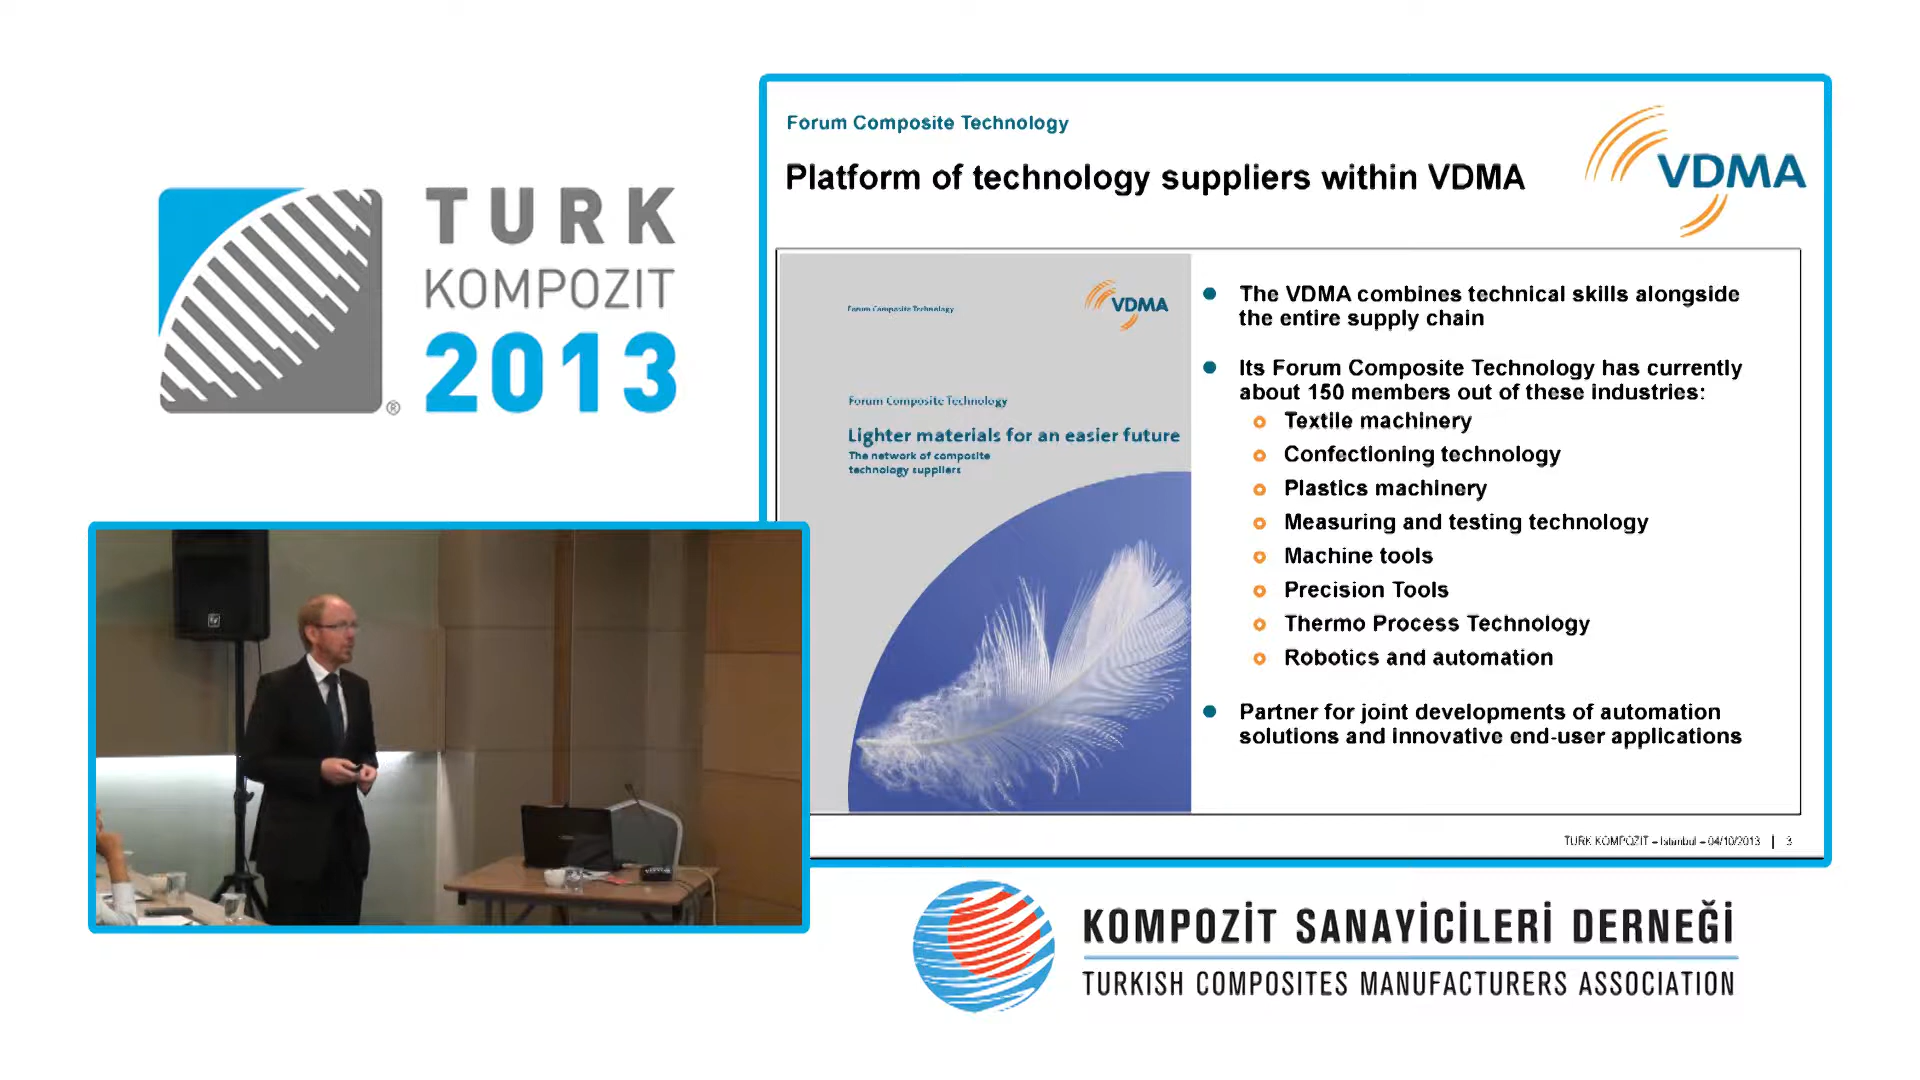 TURK
KOMPOZIT
2013
®
Forum Composite Technology
Platform of technology suppliers within VDMA
VDMA
Forum Composite Technology
VDMA
Forum Composite Technology
Lighter materials for an easier future
The network of composite
technology suppliers
The VDMA combines technical skills alongside
the entire supply chain
Its Forum Composite Technology has currently
about 150 members out of these industries:
Textile machinery
Confectioning technology
Plastics machinery
Measuring and testing technology
Machine tools
Precision Tools
Thermo Process Technology
Robotics and automation
Partner for joint developments of automation
solutions and innovative end-user applications
TURK KOMPOZIT – Istanbul – 04/10/2013 | 3
KOMPOZİT SANAYİCİLERİ DERNEĞİ
TURKISH COMPOSITES MANUFACTURERS ASSOCIATION